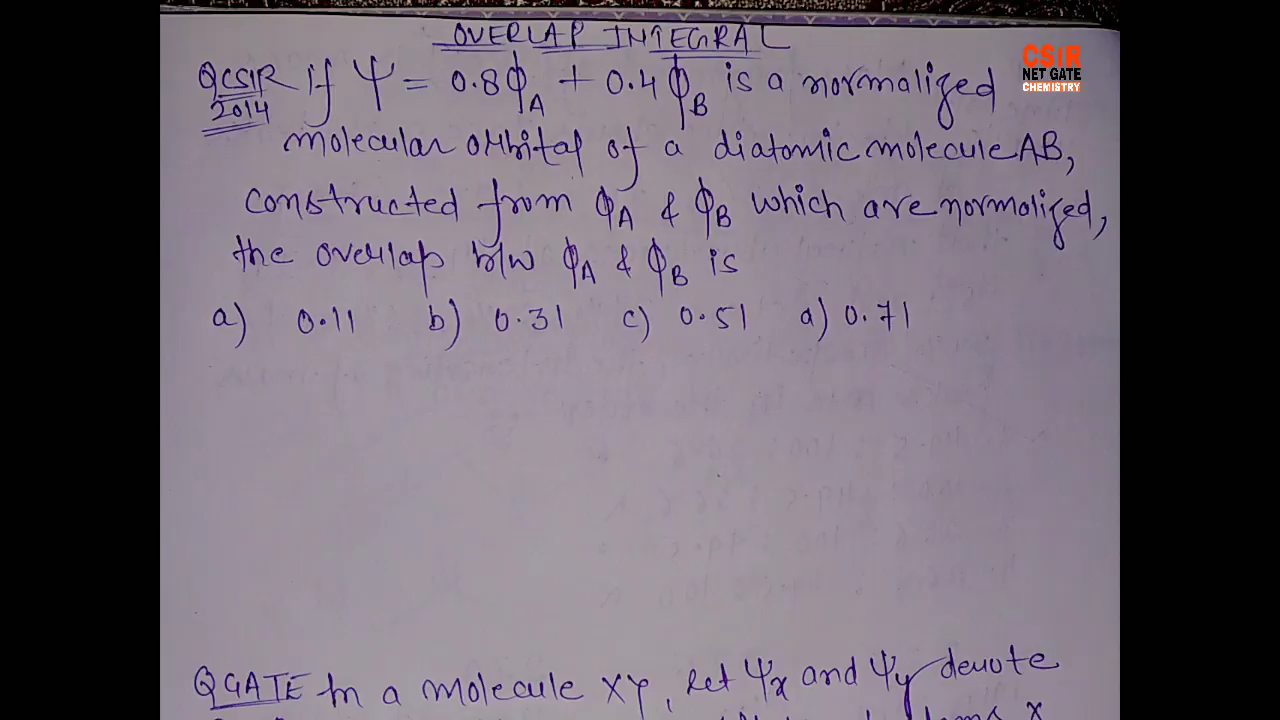 OVERLAP INTEGRAL
CSIR
NET GATE
CHEMISTRY
Q CSIR If Ψ = 0.8ϕA + 0.4ϕB is a normalized
2014
molecular orbital of a diatomic molecule AB,
constructed from ϕA & ϕB which are normalized,
the overlap b/w ϕA & ϕB is
a) 0.11 b) 0.31 c) 0.51 a) 0.71
Q GATE In a molecule XY, let Ψx and Ψy denote